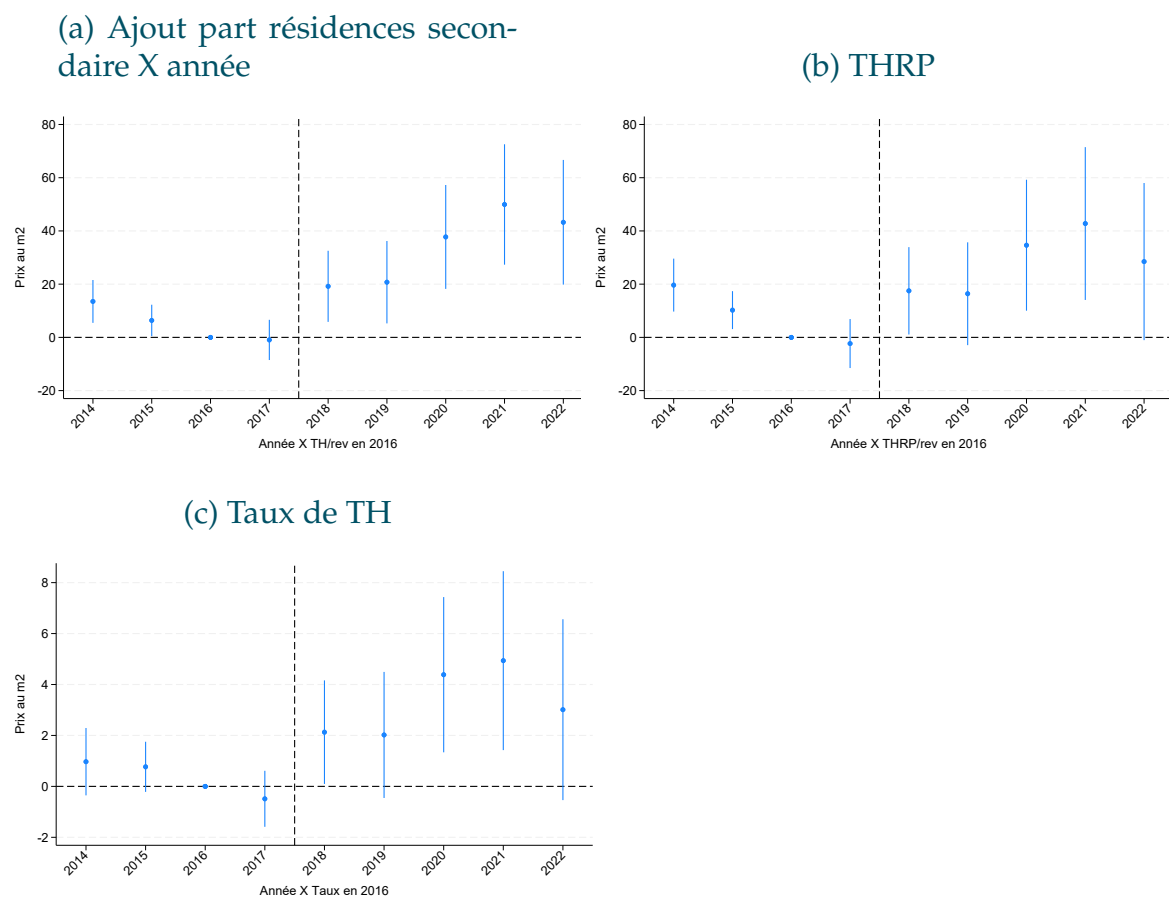 (a) Ajout part résidences secon-
daire X année
80
60
40
20
0
-20
Prix au m2
2014 2015 2016 2017 2018 2019 2020 2021 2022
Année X TH/rev en 2016
(b) THRP
80
60
40
20
0
-20
Prix au m2
2014 2015 2016 2017 2018 2019 2020 2021 2022
Année X THRP/rev en 2016
(c) Taux de TH
8
6
4
2
0
-2
Prix au m2
2014 2015 2016 2017 2018 2019 2020 2021 2022
Année X Taux en 2016